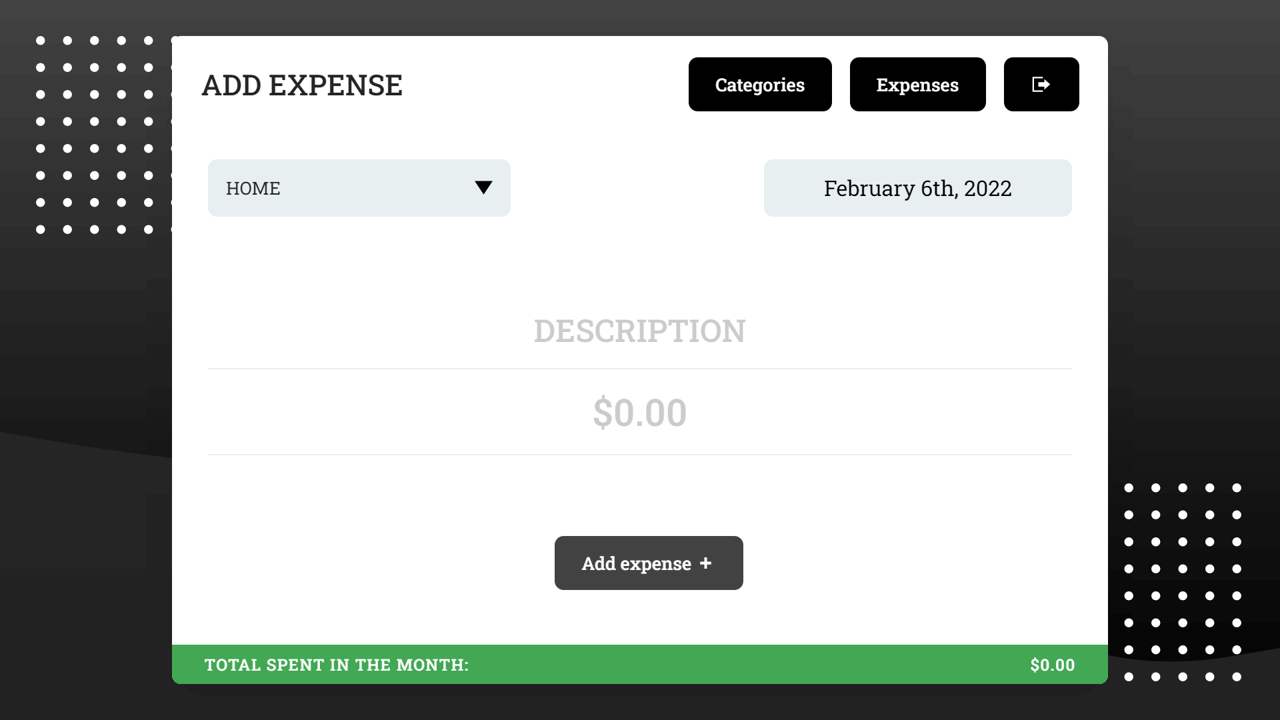 ADD EXPENSE
Categories
Expenses
HOME
February 6th, 2022
DESCRIPTION
$0.00
Add expense +
TOTAL SPENT IN THE MONTH:
$0.00